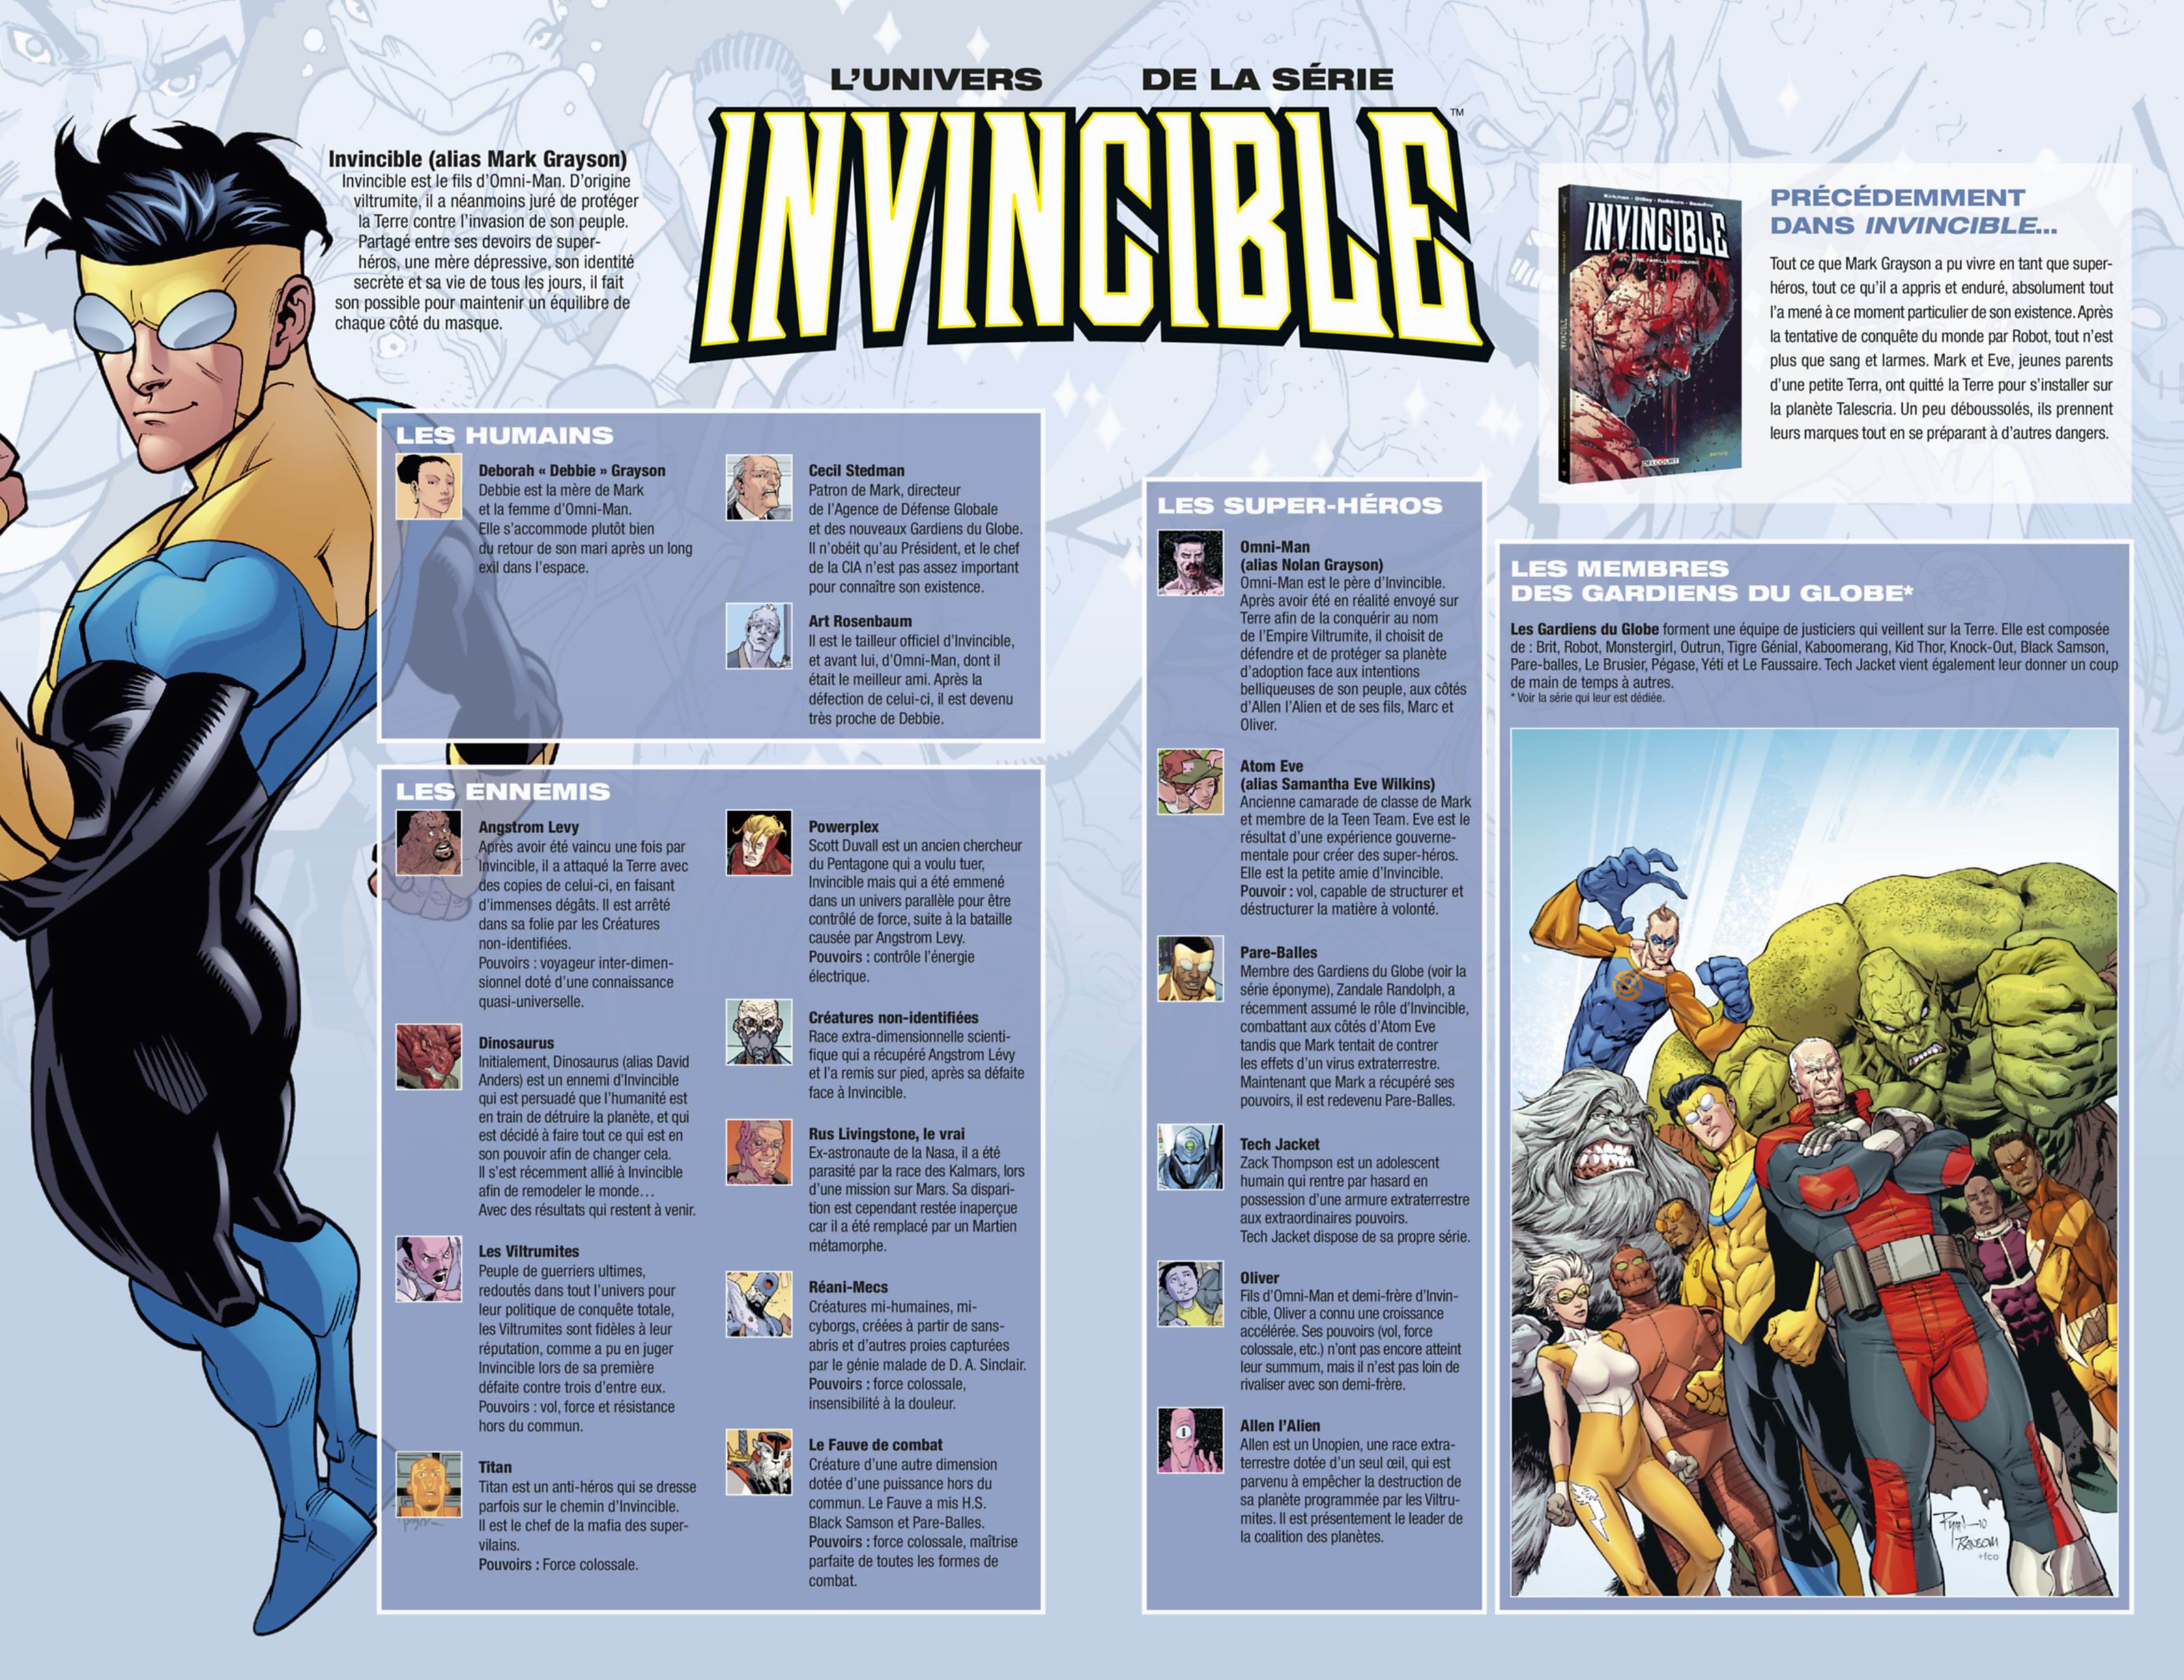 L'UNIVERS DE LA SÉRIE
INVINCIBLE™
Invincible (alias Mark Grayson)
Invincible est le fils d'Omni-Man. D'origine
viltrumite, il a néanmoins juré de protéger
la Terre contre l'invasion de son peuple.
Partagé entre ses devoirs de super-
héros, une mère dépressive, son identité
secrète et sa vie de tous les jours, il fait
son possible pour maintenir un équilibre de
chaque côté du masque.
INVINCIBLE
DELCOURT
PRÉCÉDEMMENT
DANS INVINCIBLE...
Tout ce que Mark Grayson a pu vivre en tant que super-
héros, tout ce qu'il a appris et enduré, absolument tout
l'a mené à ce moment particulier de son existence. Après
la tentative de conquête du monde par Robot, tout n'est
plus que sang et larmes. Mark et Eve, jeunes parents
d'une petite Terra, ont quitté la Terre pour s'installer sur
la planète Talescria. Un peu déboussolés, ils prennent
leurs marques tout en se préparant à d'autres dangers.
LES HUMAINS
Deborah « Debbie » Grayson
Debbie est la mère de Mark
et la femme d'Omni-Man.
Elle s'accommode plutôt bien
du retour de son mari après un long
exil dans l'espace.
Cecil Stedman
Patron de Mark, directeur
de l'Agence de Défense Globale
et des nouveaux Gardiens du Globe.
Il n'obéit qu'au Président, et le chef
de la CIA n'est pas assez important
pour connaître son existence.
Art Rosenbaum
Il est le tailleur officiel d'Invincible,
et avant lui, d'Omni-Man, dont il
était le meilleur ami. Après la
défection de celui-ci, il est devenu
très proche de Debbie.
LES ENNEMIS
Angstrom Levy
Après avoir été vaincu une fois par
Invincible, il a attaqué la Terre avec
des copies de celui-ci, en faisant
d'immenses dégâts. Il est arrêté
dans sa folie par les Créatures
non-identifiées.
Pouvoirs : voyageur inter-dimen-
sionnel doté d'une connaissance
quasi-universelle.
Dinosaurus
Initialement, Dinosaurus (alias David
Anders) est un ennemi d'Invincible
qui est persuadé que l'humanité est
en train de détruire la planète, et qui
est décidé à faire tout ce qui est en
son pouvoir afin de changer cela.
Il s'est récemment allié à Invincible
afin de remodeler le monde...
Avec des résultats qui restent à venir.
Les Viltrumites
Peuple de guerriers ultimes,
redoutés dans tout l'univers pour
leur politique de conquête totale,
les Viltrumites sont fidèles à leur
réputation, comme a pu en juger
Invincible lors de sa première
défaite contre trois d'entre eux.
Pouvoirs : vol, force et résistance
hors du commun.
Titan
Titan est un anti-héros qui se dresse
parfois sur le chemin d'Invincible.
Il est le chef de la mafia des super-
vilains.
Pouvoirs : Force colossale.
Powerplex
Scott Duvall est un ancien chercheur
du Pentagone qui a voulu tuer,
Invincible mais qui a été emmené
dans un univers parallèle pour être
contrôlé de force, suite à la bataille
causée par Angstrom Levy.
Pouvoirs : contrôle l'énergie
électrique.
Créatures non-identifiées
Race extra-dimensionnelle scienti-
fique qui a récupéré Angstrom Lévy
et l'a remis sur pied, après sa défaite
face à Invincible.
Rus Livingstone, le vrai
Ex-astronaute de la Nasa, il a été
parasité par la race des Kalmars, lors
d'une mission sur Mars. Sa dispari-
tion est cependant restée inaperçue
car il a été remplacé par un Martien
métamorphe.
Réani-Mecs
Créatures mi-humaines, mi-
cyborgs, créées à partir de sans-
abris et d'autres proies capturées
par le génie malade de D. A. Sinclair.
Pouvoirs : force colossale,
insensibilité à la douleur.
Le Fauve de combat
Créature d'une autre dimension
dotée d'une puissance hors du
commun. Le Fauve a mis H.S.
Black Samson et Pare-Balles.
Pouvoirs : force colossale, maîtrise
parfaite de toutes les formes de
combat.
LES SUPER-HÉROS
Omni-Man
(alias Nolan Grayson)
Omni-Man est le père d'Invincible.
Après avoir été en réalité envoyé sur
Terre afin de la conquérir au nom
de l'Empire Viltrumite, il choisit de
défendre et de protéger sa planète
d'adoption face aux intentions
belliqueuses de son peuple, aux côtés
d'Allen l'Alien et de ses fils, Marc et
Oliver.
Atom Eve
(alias Samantha Eve Wilkins)
Ancienne camarade de classe de Mark
et membre de la Teen Team. Eve est le
résultat d'une expérience gouverne-
mentale pour créer des super-héros.
Elle est la petite amie d'Invincible.
Pouvoir : vol, capable de structurer et
déstructurer la matière à volonté.
Pare-Balles
Membre des Gardiens du Globe (voir la
série éponyme), Zandale Randolph, a
récemment assumé le rôle d'Invincible,
combattant aux côtés d'Atom Eve
tandis que Mark tentait de contrer
les effets d'un virus extraterrestre.
Maintenant que Mark a récupéré ses
pouvoirs, il est redevenu Pare-Balles.
Tech Jacket
Zack Thompson est un adolescent
humain qui rentre par hasard en
possession d'une armure extraterrestre
aux extraordinaires pouvoirs.
Tech Jacket dispose de sa propre série.
Oliver
Fils d'Omni-Man et demi-frère d'Invin-
cible, Oliver a connu une croissance
accélérée. Ses pouvoirs (vol, force
colossale, etc.) n'ont pas encore atteint
leur summum, mais il n'est pas loin de
rivaliser avec son demi-frère.
Allen l'Alien
Allen est un Unopien, une race extra-
terrestre dotée d'un seul œil, qui est
parvenu à empêcher la destruction de
sa planète programmée par les Viltru-
mites. Il est présentement le leader de
la coalition des planètes.
LES MEMBRES
DES GARDIENS DU GLOBE*
Les Gardiens du Globe forment une équipe de justiciers qui veillent sur la Terre. Elle est composée
de : Brit, Robot, Monstergirl, Outrun, Tigre Génial, Kaboomerang, Kid Thor, Knock-Out, Black Samson,
Pare-balles, Le Brusier, Pégase, Yéti et Le Faussaire. Tech Jacket vient également leur donner un coup
de main de temps à autres.
* Voir la série qui leur est dédiée.
RANSOM
+fco